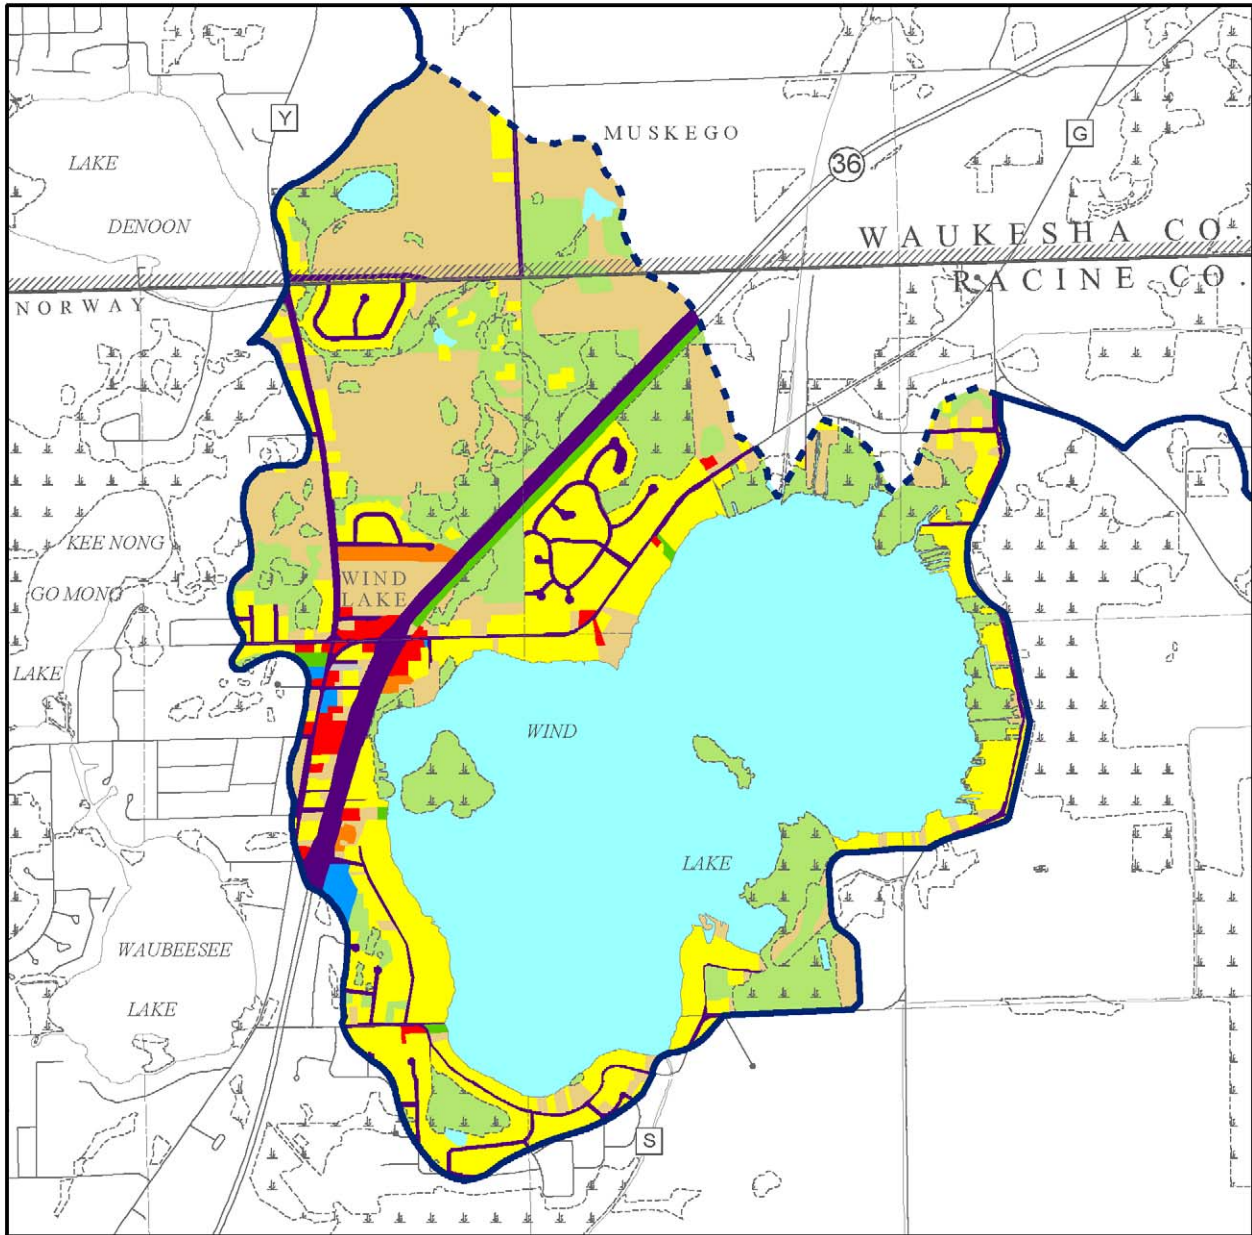 Y
MUSKEGO
G
LAKE
36
DENOON
WAUKESHA CO.
RACINE CO.
NORWAY
KEE NONG
GO MONG
LAKE
WIND
LAKE
WIND
LAKE
WAUBEESEE
LAKE
S